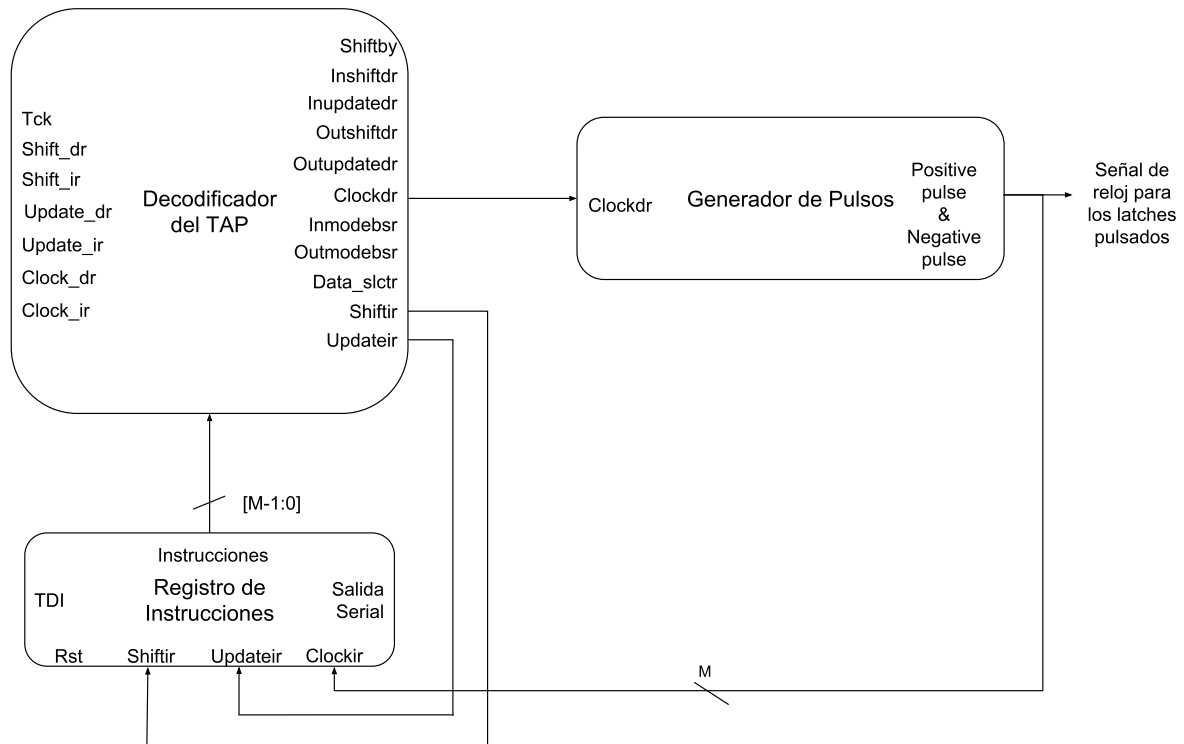 Tck
Shift_dr
Shift_ir
Update_dr
Update_ir
Clock_dr
Clock_ir
Decodificador
del TAP
Shiftby
Inshiftdr
Inupdatedr
Outshiftdr
Outupdatedr
Clockdr
Inmodebsr
Outmodebsr
Data_slctr
Shiftir
Updateir
Clockdr
Generador de Pulsos
Positive
pulse
&
Negative
pulse
Señal de
reloj para
los latches
pulsados
[M-1:0]
Instrucciones
TDI
Registro de
Instrucciones
Salida
Serial
Rst
Shiftir
Updateir
Clockir
M